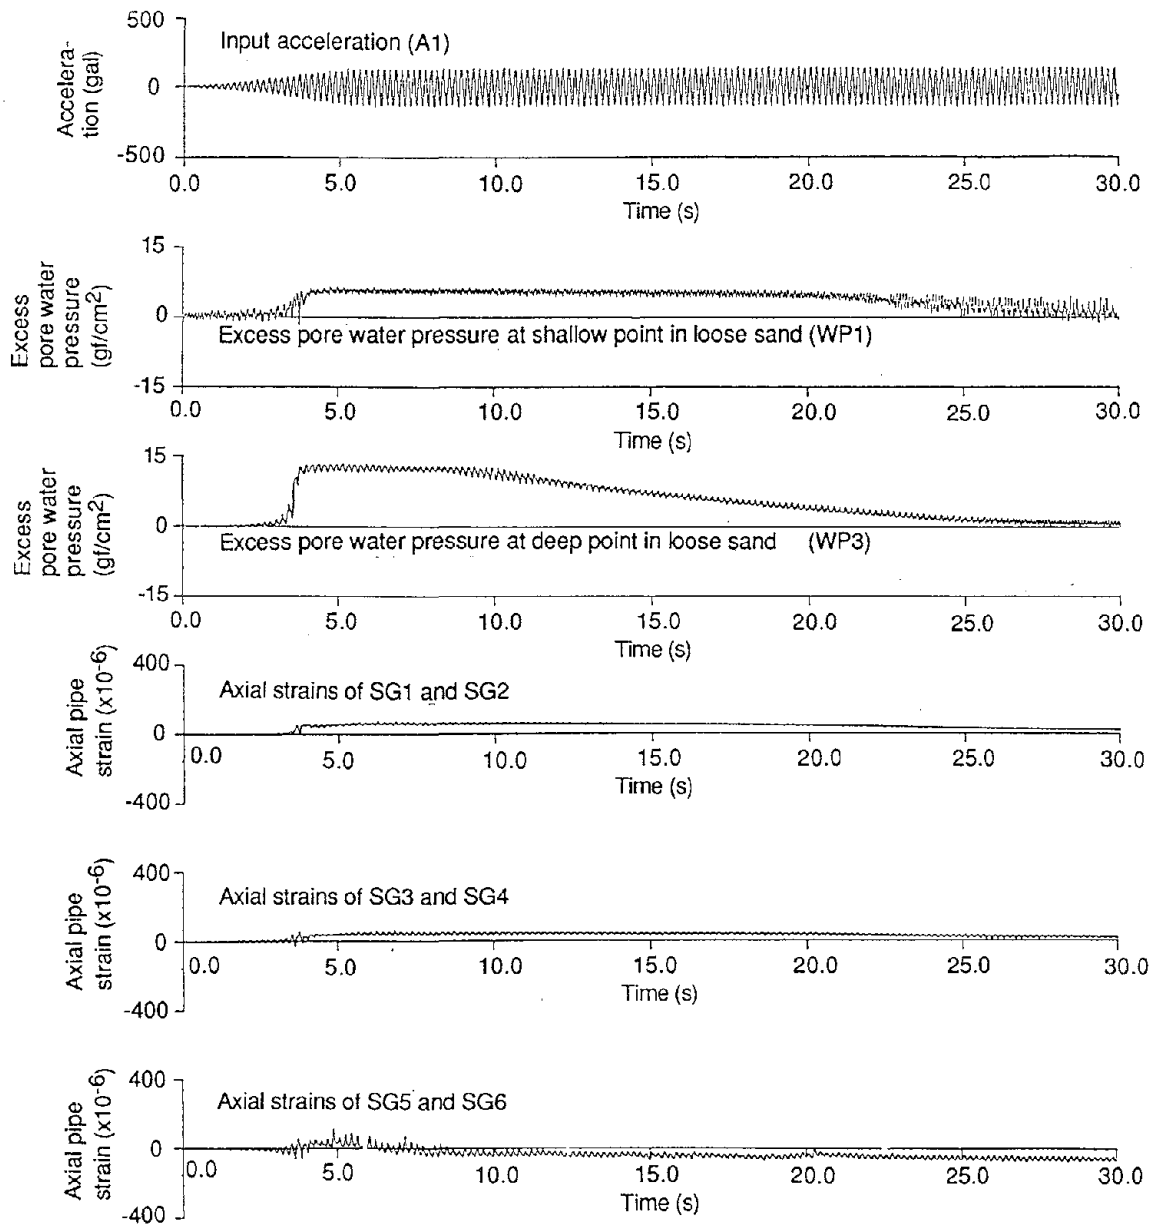 500
Input acceleration (A1)
Accelera-
tion (gal)
0
-500
0.0 5.0 10.0 15.0 20.0 25.0 30.0
Time (s)
15
Excess
pore water
pressure
(gf/cm2)
0
Excess pore water pressure at shallow point in loose sand (WP1)
-15
0.0 5.0 10.0 15.0 20.0 25.0 30.0
Time (s)
15
Excess
pore water
pressure
(gf/cm2)
0
Excess pore water pressure at deep point in loose sand (WP3)
-15
0.0 5.0 10.0 15.0 20.0 25.0 30.0
Time (s)
400
Axial strains of SG1 and SG2
Axial pipe
strain (x10-6)
0
0.0 5.0 10.0 15.0 20.0 25.0 30.0
Time (s)
-400
400
Axial strains of SG3 and SG4
Axial pipe
strain (x10-6)
0
0.0 5.0 10.0 15.0 20.0 25.0 30.0
Time (s)
-400
400
Axial strains of SG5 and SG6
Axial pipe
strain (x10-6)
0
0.0 5.0 10.0 15.0 20.0 25.0 30.0
Time (s)
-400